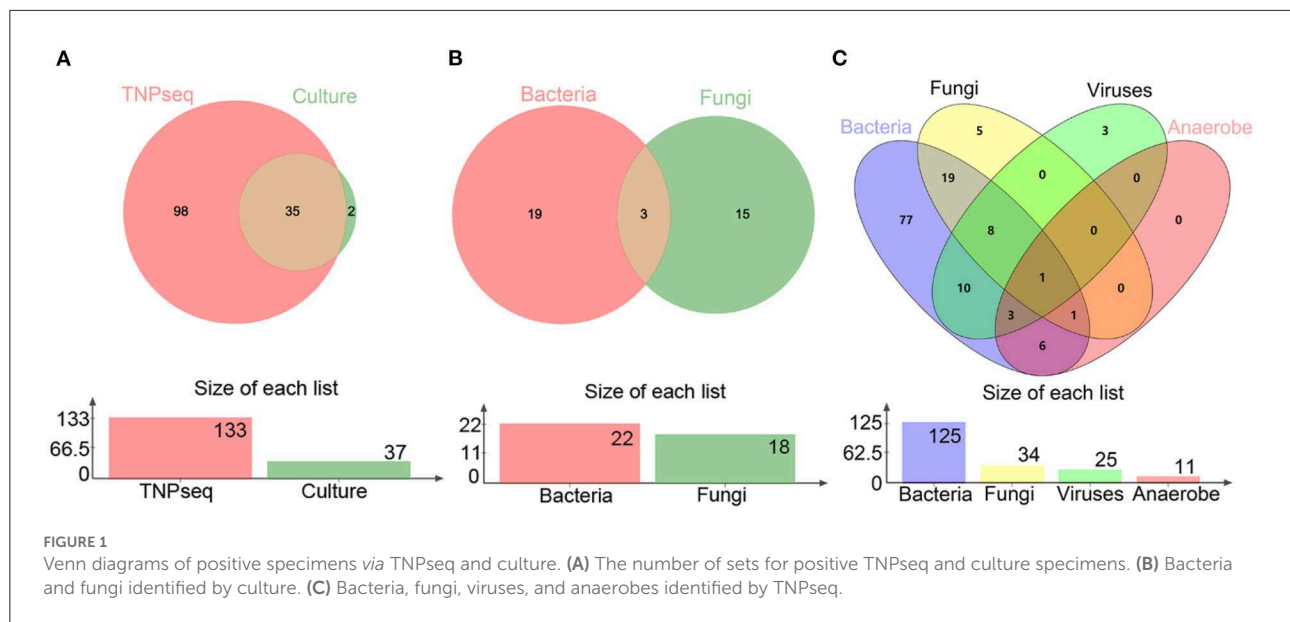 A
B
C
TNPseq
Culture
98
35
2
Bacteria
Fungi
19
3
15
Fungi
Viruses
Bacteria
Anaerobe
5
3
19
0
0
77
8
0
0
1
10
0
3
1
6
Size of each list
133
66.5
0
133
37
TNPseq
Culture
Size of each list
22
11
0
22
18
Bacteria
Fungi
Size of each list
125
62.5
0
125
34
25
11
Bacteria
Fungi
Viruses
Anaerobe
FIGURE 1
Venn diagrams of positive specimens via TNPseq and culture. (A) The number of sets for positive TNPseq and culture specimens. (B) Bacteria
and fungi identified by culture. (C) Bacteria, fungi, viruses, and anaerobes identified by TNPseq.